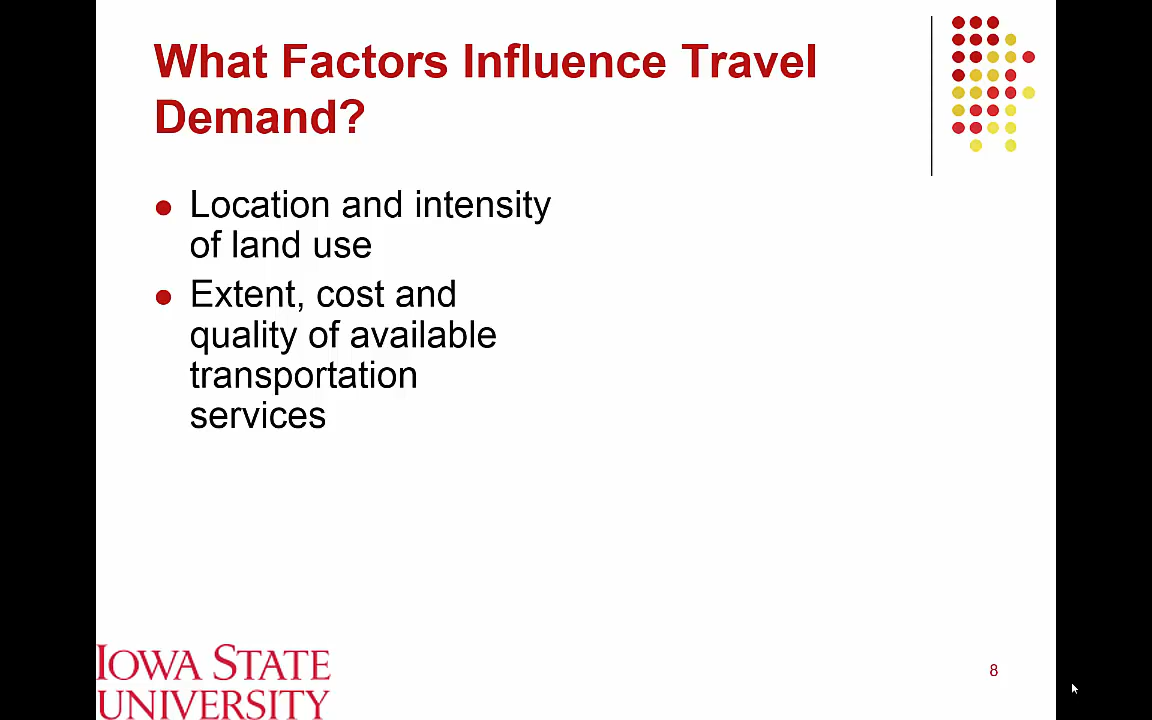 What Factors Influence Travel
Demand?
Location and intensity
of land use
Extent, cost and
quality of available
transportation
services
IOWA STATE
UNIVERSITY
8